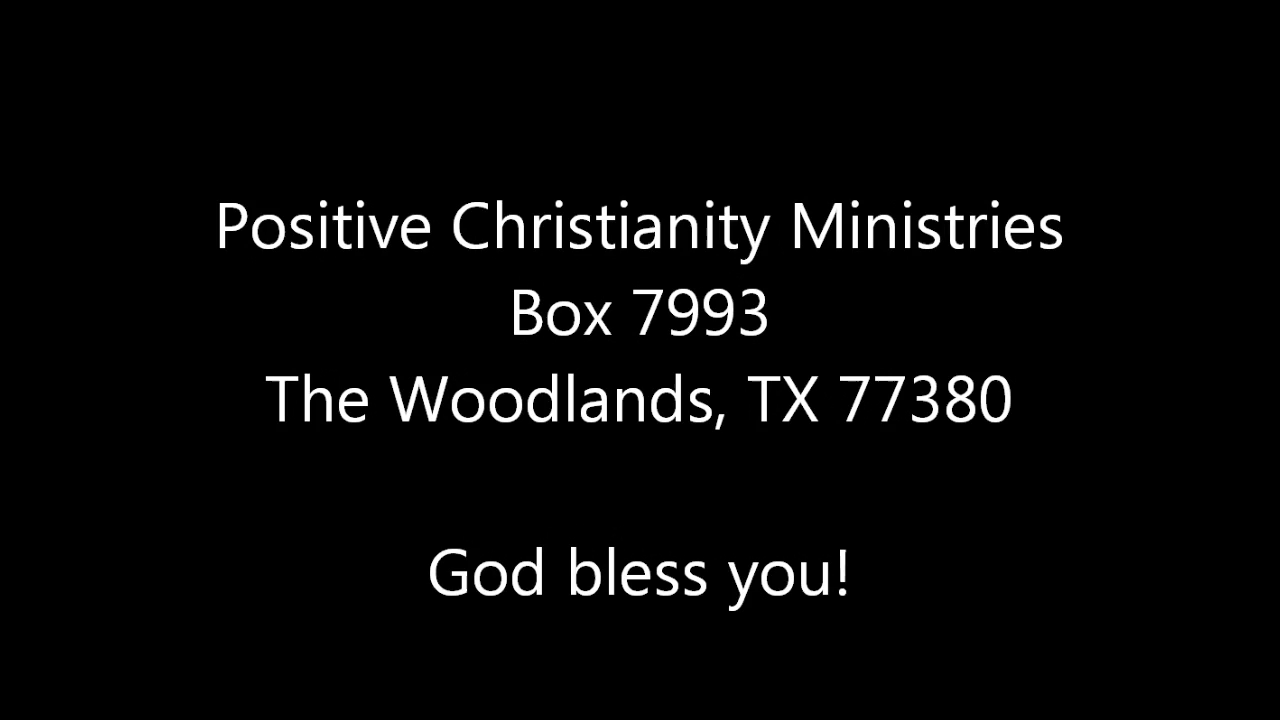 Positive Christianity Ministries
Box 7993
The Woodlands, TX 77380
God bless you!